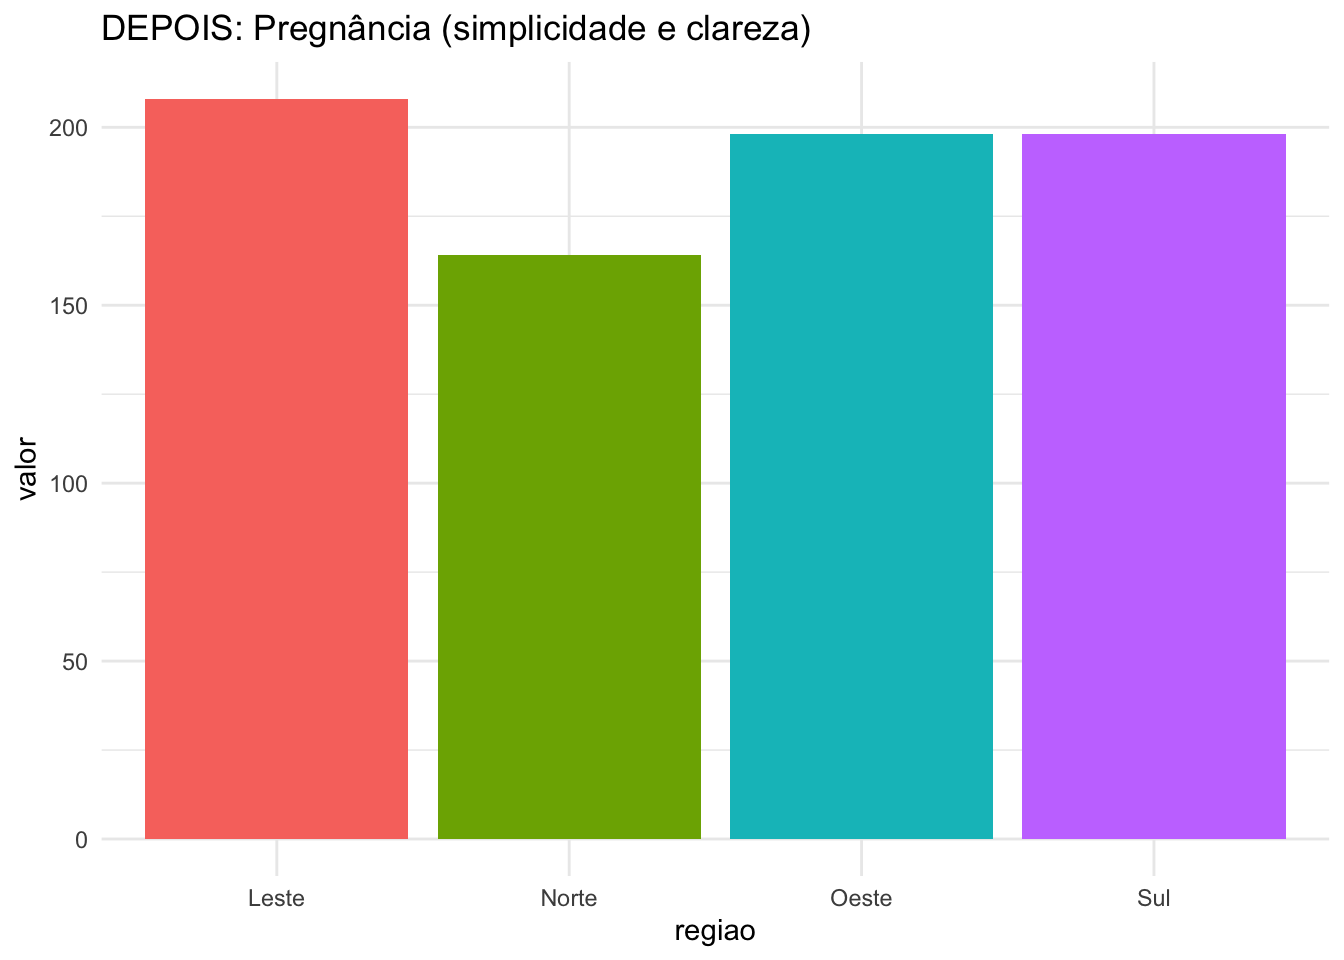 DEPOIS: Pregnância (simplicidade e clareza)
200
150
100
50
0
valor
Leste Norte Oeste Sul
regiao